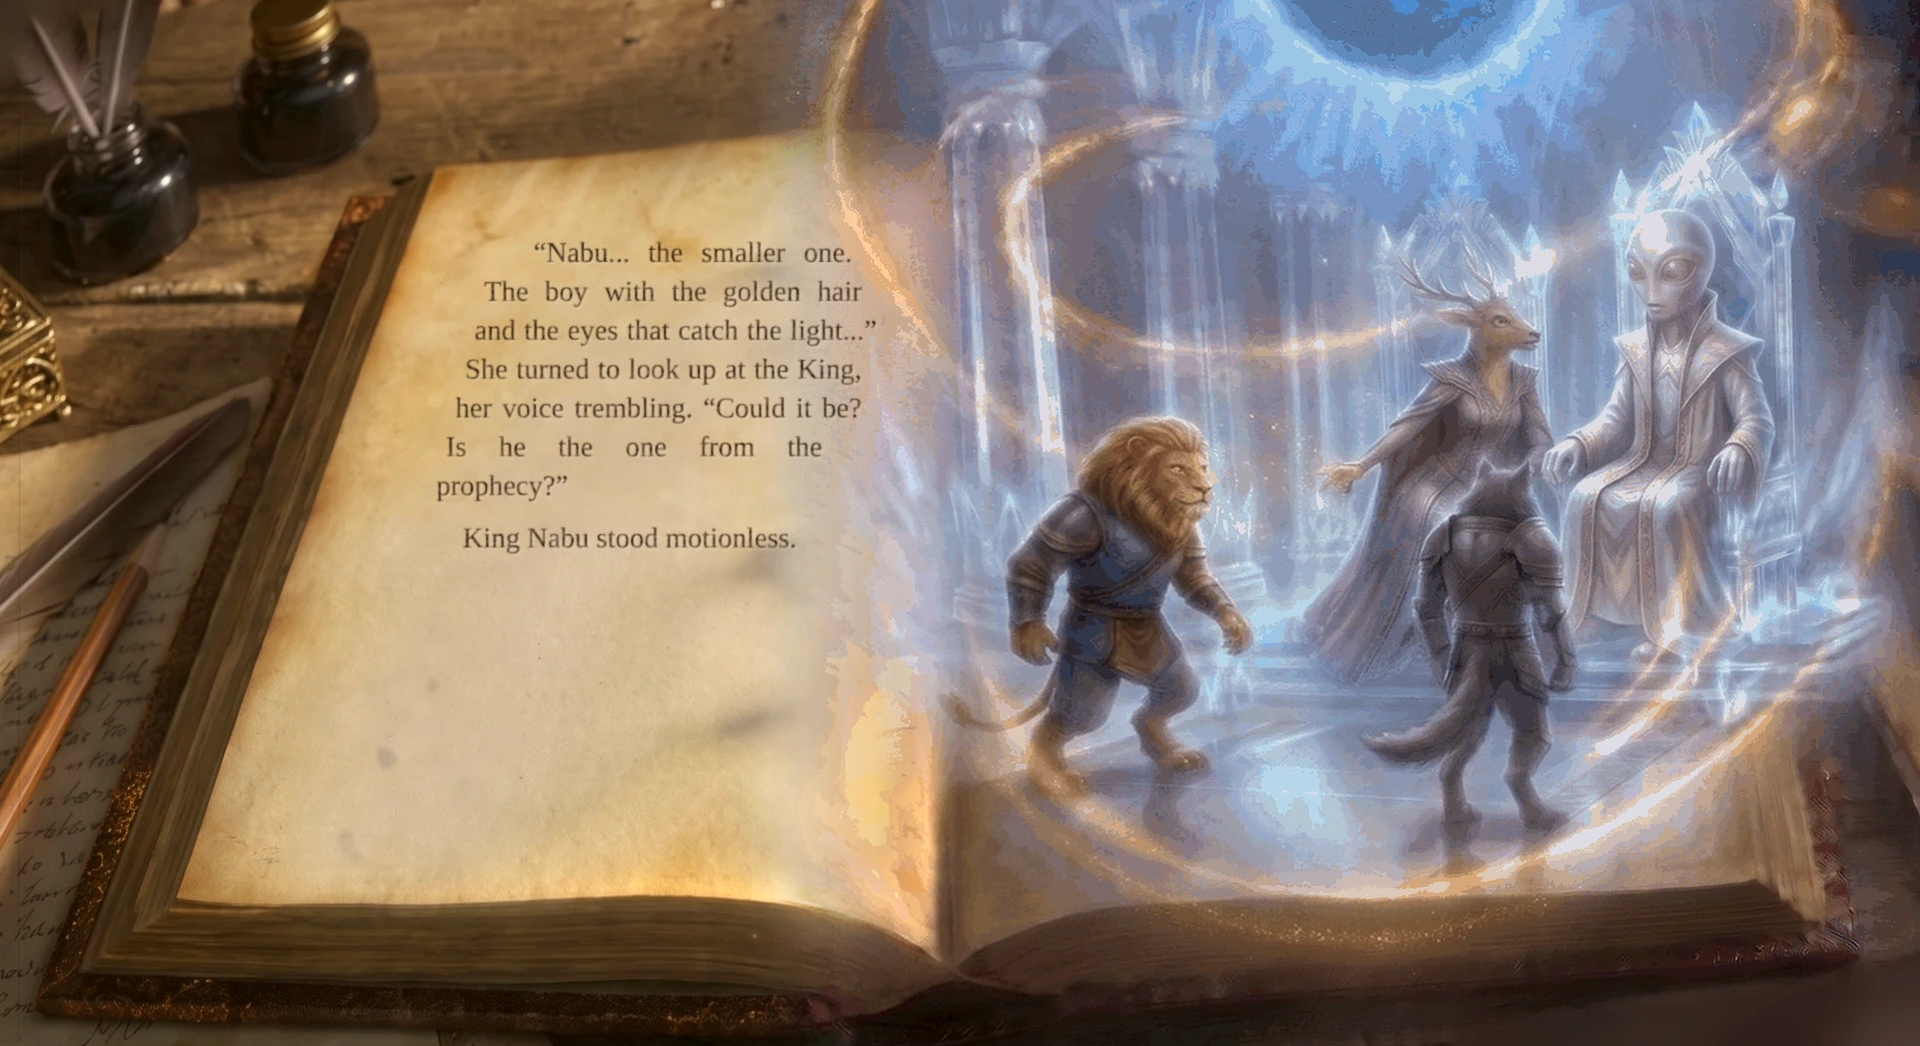 “Nabu... the smaller one.
The boy with the golden hair
and the eyes that catch the light...”
She turned to look up at the King,
her voice trembling. “Could it be?
Is he the one from the
prophecy?”
King Nabu stood motionless.